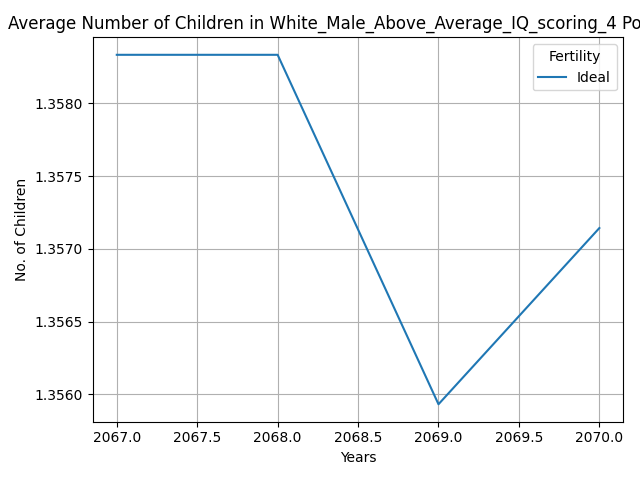 Average Number of Children in White_Male_Above_Average_IQ_scoring_4 Po
Fertility
Ideal
No. of Children
1.3580
1.3575
1.3570
1.3565
1.3560
2067.0 2067.5 2068.0 2068.5 2069.0 2069.5 2070.0
Years